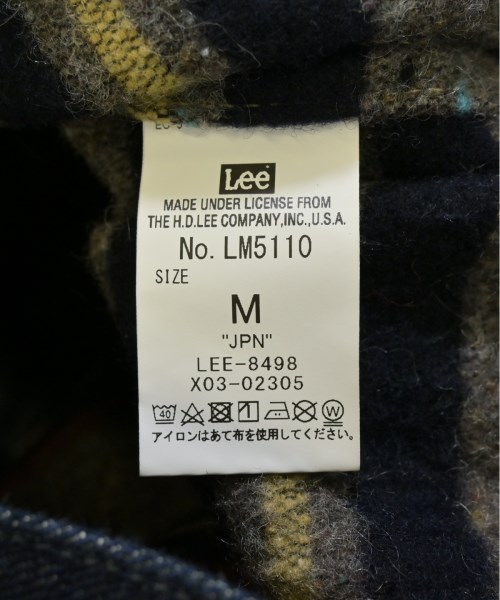 Lee
MADE UNDER LICENSE FROM
THE H.D.LEE COMPANY,INC.,U.S.A.
No. LM5110
SIZE
M
"JPN"
LEE-8498
X03-02305
40 1 W
アイロンはあて布を使用してください。